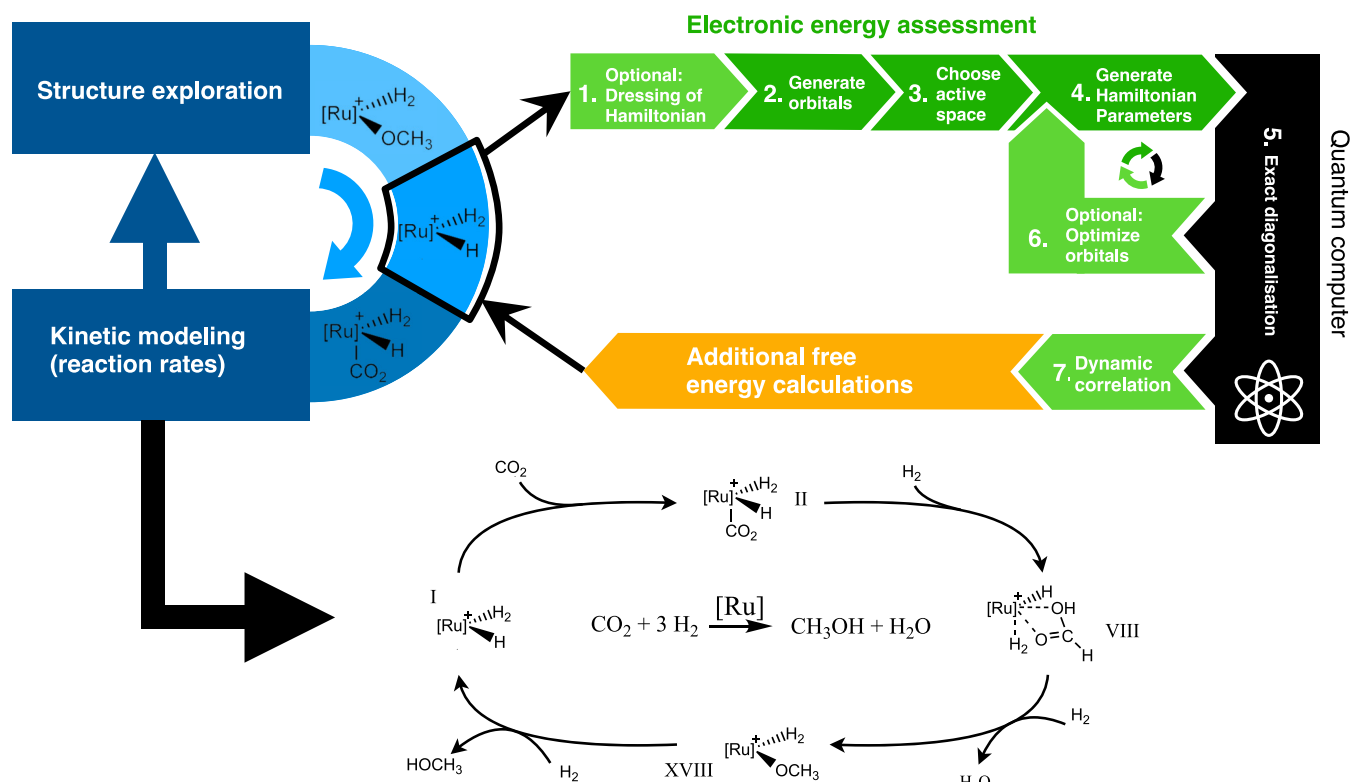 Electronic energy assessment
Structure exploration
[Ru]
+
H2
OCH3
1. Optional:
Dressing of
Hamiltonian
2. Generate
orbitals
3. Choose
active
space
4. Generate
Hamiltonian
Parameters
5. Exact diagonalisation
Quantum computer
[Ru]
+
H2
H
6. Optional:
Optimize
orbitals
Kinetic modeling
(reaction rates)
[Ru]
+
H2
H
CO2
Additional free
energy calculations
7. Dynamic
correlation
CO2
[Ru]
+
H2
H
CO2
II
H2
I
[Ru]
+
H2
H
CO2 + 3 H2
[Ru]
CH3OH + H2O
[Ru]
+
H
OH
H2
O
C
H
VIII
HOCH3
H2
XVIII
[Ru]
+
H2
OCH3
H2
H2O